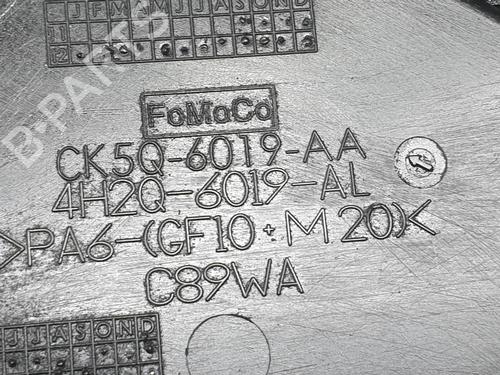 J F M A M J J A S O N D
11
12
FoMoCo
CK5Q-6019-AA
4H2Q-6019-AL
>PA6-(GF10+M20)<
C89WA
J J A S O N D
B-PARTS